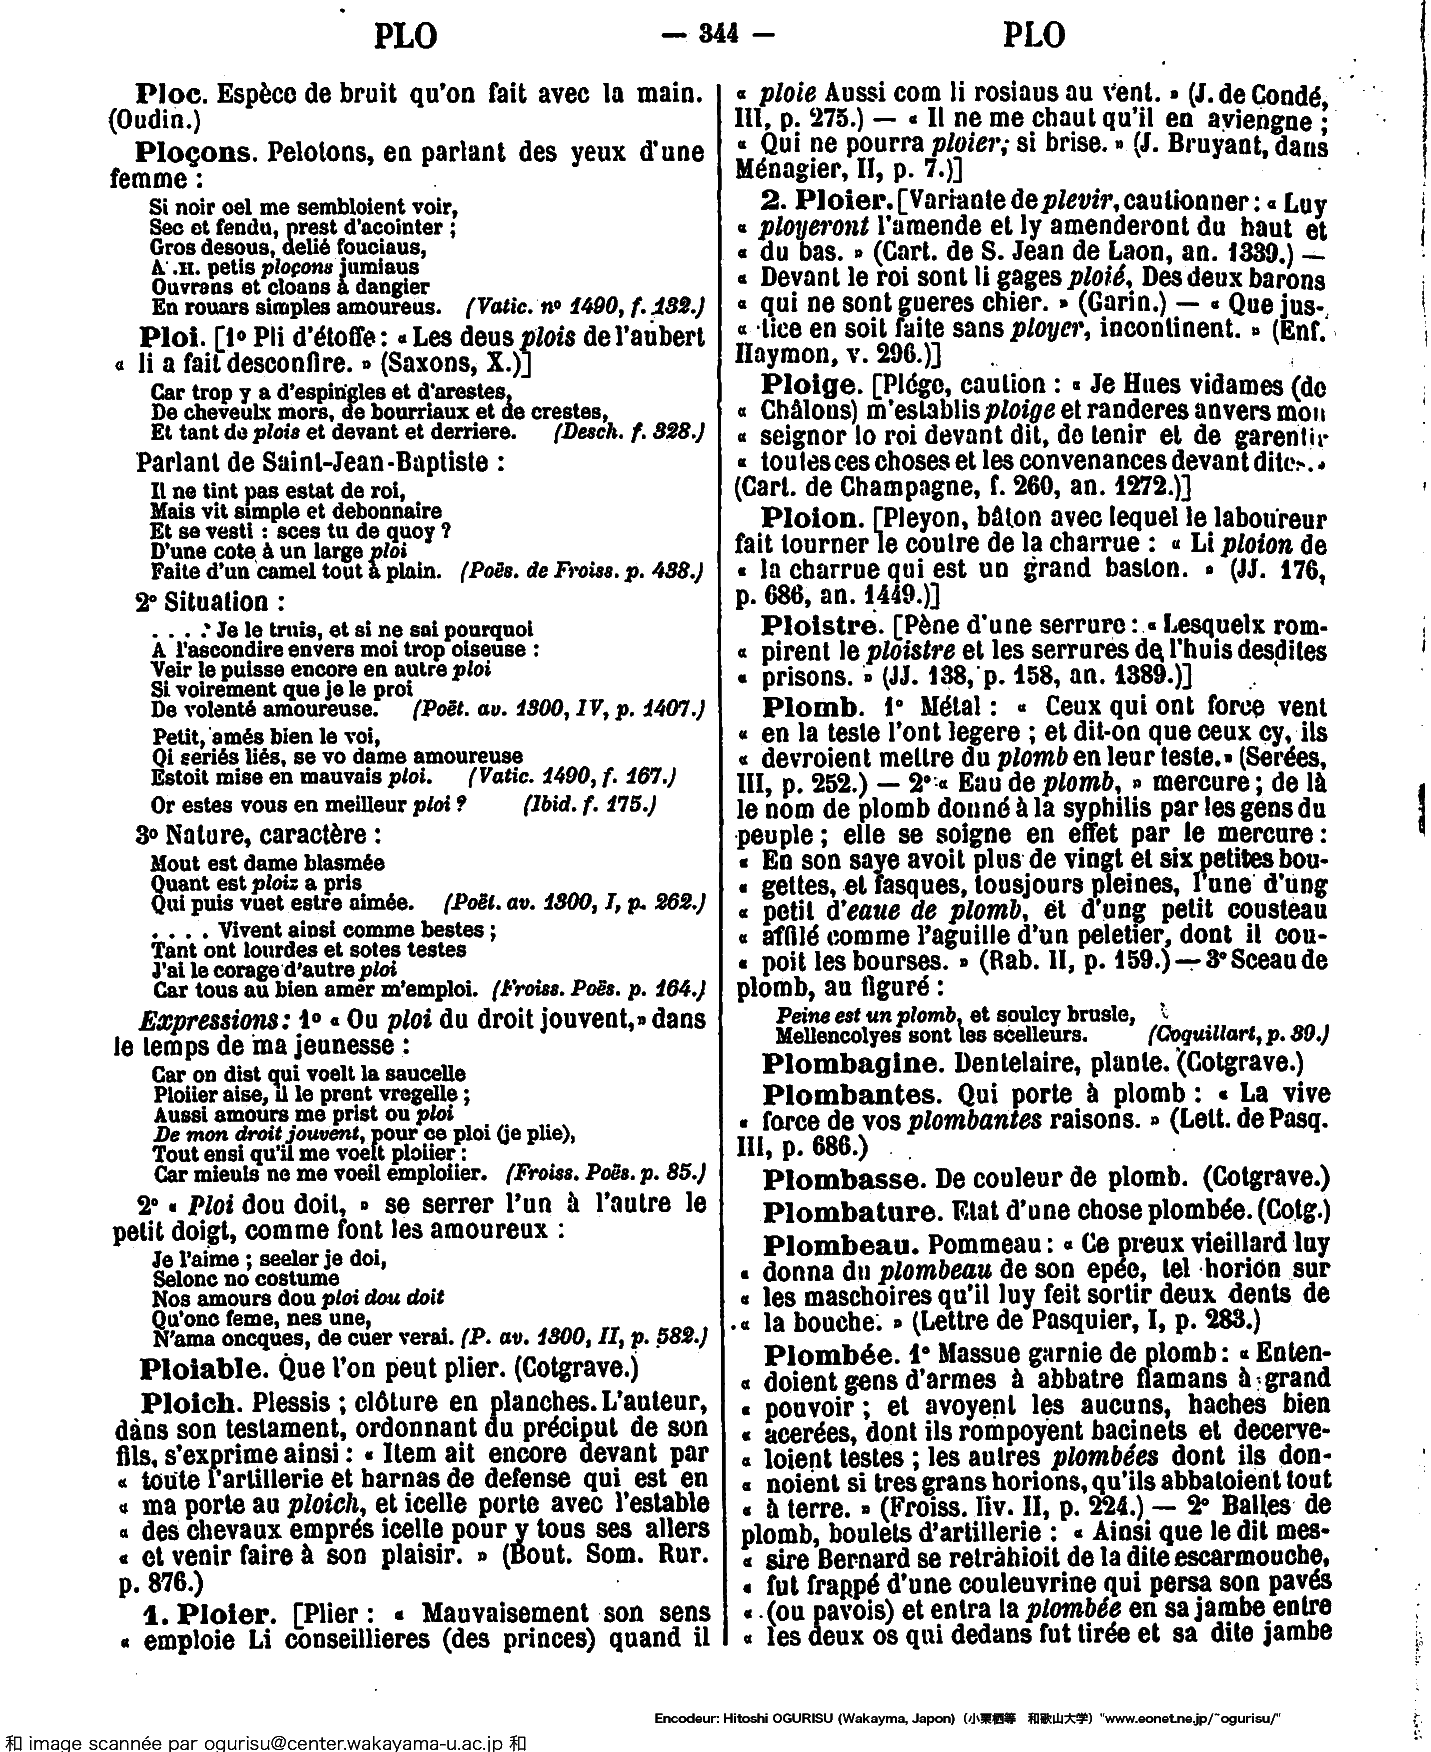 PLO — 344 — PLO
Ploc. Espèce de bruit qu'on fait avec la main.
(Oudin.)
Ploçons. Pelotons, en parlant des yeux d'une
femme :
Si noir oel me sembloient voir,
Sec et fendu, prest d'acointer ;
Gros desous, delié fouciaus,
A .II. petis ploçons jumiaus
Ouvrans et cloans à dangier
En rouars simples amoureus. (Vatic. nº 1490, f. 132.)
Ploi. [1º Pli d'étoffe : « Les deus plois de l'aubert
« li a fait desconfire. » (Saxons, X.)]
Car trop y a d'espingles et d'arestes,
De cheveulx mors, de bourriaux et de crestes,
Et tant de plois et devant et derriere. (Desch. f. 328.)
Parlant de Saint-Jean-Baptiste :
Il ne tint pas estat de roi,
Mais vit simple et debonnaire
Et se vesti : sces tu de quoy ?
D'une cote à un large ploi
Faite d'un camel tout à plain. (Poës. de Froiss. p. 438.)
2º Situation :
. . . . Je le truis, et si ne sai pourquoi
A l'ascondire envers moi trop oiseuse :
Veir le puisse encore en autre ploi
Si voirement que je le proi
De volenté amoureuse. (Poët. av. 1300, IV, p. 1407.)
Petit, amés bien le voi,
Qi seriés liés, se vo dame amoureuse
Estoit mise en mauvais ploi. (Vatic. 1490, f. 167.)
Or estes vous en meilleur ploi ? (Ibid. f. 175.)
3º Nature, caractère :
Mout est dame blasmée
Quant est ploiz a pris
Qui puis vuet estre aimée. (Poët. av. 1300, I, p. 262.)
. . . . Vivent ainsi comme bestes ;
Tant ont lourdes et sotes testes
J'ai le corage d'autre ploi
Car tous au bien amer m'emploi. (Froiss. Poës. p. 164.)
Expressions : 1º « Ou ploi du droit jouvent, » dans
le temps de ma jeunesse :
Car on dist qui voelt la saucelle
Ploiier aise, il le prent vregelle ;
Aussi amours me prist ou ploi
De mon droit jouvent, pour ce ploi (je plie),
Tout ensi qu'il me voelt ploiier :
Car mieuls ne me voeil emploiier. (Froiss. Poës. p. 85.)
2º « Ploi dou doit, » se serrer l'un à l'autre le
petit doigt, comme font les amoureux :
Je l'aime ; seeler je doi,
Selonc no costume
Nos amours dou ploi dou doit
Qu'onc feme, nes une,
N'ama oncques, de cuer verai. (P. av. 1300, II, p. 582.)
Ploiable. Que l'on peut plier. (Cotgrave.)
Ploich. Plessis ; clôture en planches. L'auteur,
dans son testament, ordonnant du préciput de son
fils, s'exprime ainsi : « Item ait encore devant par
« toute l'artillerie et harnas de defense qui est en
« ma porte au ploich, et icelle porte avec l'estable
« des chevaux emprés icelle pour y tous ses allers
« et venir faire à son plaisir. » (Bout. Som. Rur.
p. 876.)
1. Ploier. [Plier : « Mauvaisement son sens
« emploie Li conseillieres (des princes) quand il
« ploie Aussi com li rosiaus au vent. » (J. de Condé,
III, p. 275.) — « Il ne me chaut qu'il en aviengne ;
« Qui ne pourra ploier, si brise. » (J. Bruyant, dans
Ménagier, II, p. 7.)]
2. Ploier. [Variante de plevir, cautionner : « Luy
« ployeront l'amende et ly amenderont du haut et
« du bas. » (Cart. de S. Jean de Laon, an. 1339.) —
« Devant le roi sont li gages ploié, Des deux barons
« qui ne sont gueres chier. » (Garin.) — « Que jus-
« tice en soit faite sans ployer, incontinent. » (Enf.
Haymon, v. 296.)]
Ploige. [Plége, caution : « Je Hues vidames (de
« Châlons) m'establis ploige et randeres anvers mon
« seignor lo roi devant dit, de tenir et de garentir
« toutes ces choses et les convenances devant dites. »
(Cart. de Champagne, f. 260, an. 1272.)]
Ploion. [Pleyon, bâton avec lequel le laboureur
fait tourner le coutre de la charrue : « Li ploion de
« la charrue qui est un grand baston. » (JJ. 176,
p. 686, an. 1449.)]
Ploistre. [Pène d'une serrure : « Lesquelx rom-
« pirent le ploistre et les serrures de l'huis desdites
« prisons. » (JJ. 138, p. 158, an. 1389.)]
Plomb. 1º Métal : « Ceux qui ont force vent
« en la teste l'ont legere ; et dit-on que ceux cy, ils
« devroient mettre du plomb en leur teste. » (Serées,
III, p. 252.) — 2º « Eau de plomb, » mercure ; de là
le nom de plomb donné à la syphilis par les gens du
peuple ; elle se soigne en effet par le mercure :
« En son saye avoit plus de vingt et six petites bou-
« gettes, et fasques, tousjours pleines, l'une d'ung
« petit d'eaue de plomb, et d'ung petit cousteau
« affilé comme l'aguille d'un peletier, dont il cou-
« poit les bourses. » (Rab. II, p. 159.) — 3º Sceau de
plomb, au figuré :
Peine est un plomb, et soulcy brusle,
Mellencolyes sont les scelleurs. (Coquillart, p. 39.)
Plombagine. Dentelaire, plante. (Cotgrave.)
Plombantes. Qui porte à plomb : « La vive
« force de vos plombantes raisons. » (Lett. de Pasq.
III, p. 686.)
Plombasse. De couleur de plomb. (Cotgrave.)
Plombature. Etat d'une chose plombée. (Cotg.)
Plombeau. Pommeau : « Ce preux vieillard luy
« donna du plombeau de son epée, tel horion sur
« les maschoires qu'il luy feit sortir deux dents de
« la bouche. » (Lettre de Pasquier, I, p. 283.)
Plombée. 1º Massue garnie de plomb : « Enten-
« doient gens d'armes à abbatre flamans à grand
« pouvoir ; et avoyent les aucuns, haches bien
« acerées, dont ils rompoyent bacinets et decerve-
« loient testes ; les autres plombées dont ils don-
« noient si tres grans horions, qu'ils abbatoient tout
« à terre. » (Froiss. liv. II, p. 224.) — 2º Balles de
plomb, boulets d'artillerie : « Ainsi que le dit mes-
« sire Bernard se retrahioit de la dite escarmouche,
« fut frappé d'une couleuvrine qui persa son pavés
« (ou pavois) et entra la plombée en sa jambe entre
« les deux os qui dedans fut tirée et sa dite jambe
Encodeur: Hitoshi OGURISU (Wakayma, Japon) (小栗栖等 和歌山大学) "www.eonet.ne.jp/~ogurisu/"
和 image scannée par ogurisu@center.wakayama-u.ac.jp 和